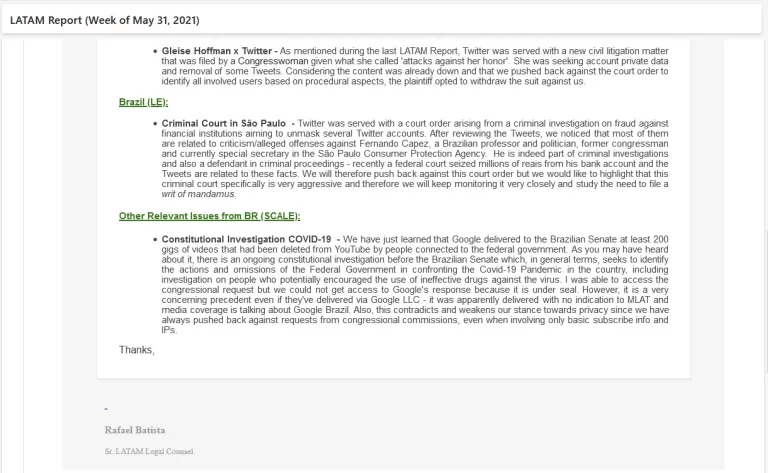 LATAM Report (Week of May 31, 2021)
• Gleise Hoffman x Twitter - As mentioned during the last LATAM Report, Twitter was served with a new civil litigation matter
that was filed by a Congresswoman given what she called 'attacks against her honor'. She was seeking account private data
and removal of some Tweets. Considering the content was already down and that we pushed back against the court order to
identify all involved users based on procedural aspects, the plaintiff opted to withdraw the suit against us.
Brazil (LE):
• Criminal Court in São Paulo - Twitter was served with a court order arising from a criminal investigation on fraud against
financial institutions aiming to unmask several Twitter accounts. After reviewing the Tweets, we noticed that most of them
are related to criticism/alleged offenses against Fernando Capez, a Brazilian professor and politician, former congressman
and currently special secretary in the São Paulo Consumer Protection Agency. He is indeed part of criminal investigations
and also a defendant in criminal proceedings - recently a federal court seized millions of reais from his bank account and the
Tweets are related to these facts. We will therefore push back against this court order but we would like to highlight that this
criminal court specifically is very aggressive and therefore we will keep monitoring it very closely and study the need to file a
writ of mandamus.
Other Relevant Issues from BR (SCALE):
• Constitutional Investigation COVID-19 - We have just learned that Google delivered to the Brazilian Senate at least 200
gigs of videos that had been deleted from YouTube by people connected to the federal government. As you may have heard
about it, there is an ongoing constitutional investigation before the Brazilian Senate which, in general terms, seeks to identify
the actions and omissions of the Federal Government in confronting the Covid-19 Pandemic in the country, including
investigation on people who potentially encouraged the use of ineffective drugs against the virus. I was able to access the
congressional request but we could not get access to Google's response because it is under seal. However, it is a very
concerning precedent even if they've delivered via Google LLC - it was apparently delivered with no indication to MLAT and
media coverage is talking about Google Brazil. Also, this contradicts and weakens our stance towards privacy since we have
always pushed back against requests from congressional commissions, even when involving only basic subscribe info and
IPs.
Thanks,
-
Rafael Batista
Sr. LATAM Legal Counsel